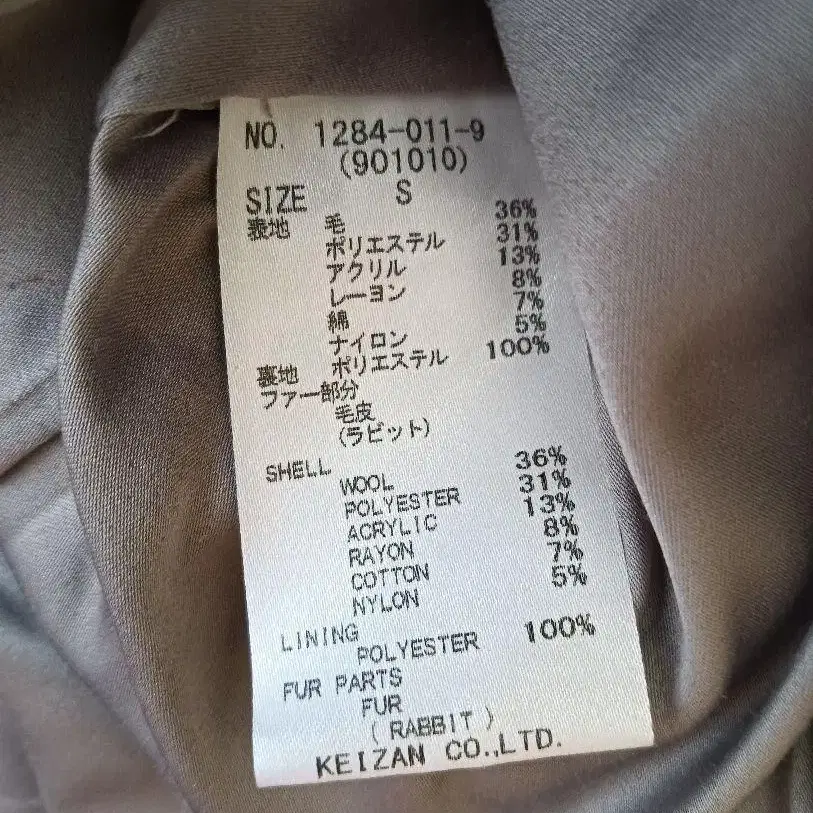 NO. 1284-011-9
(901010)
SIZE S
表地 毛 36%
ポリエステル 31%
アクリル 13%
レーヨン 8%
綿 7%
ナイロン 5%
裏地 ポリエステル 100%
ファー部分
毛皮
(ラビット)
SHELL
WOOL 36%
POLYESTER 31%
ACRYLIC 13%
RAYON 8%
COTTON 7%
NYLON 5%
LINING
POLYESTER 100%
FUR PARTS
FUR
(RABBIT)
KEIZAN CO.,LTD.